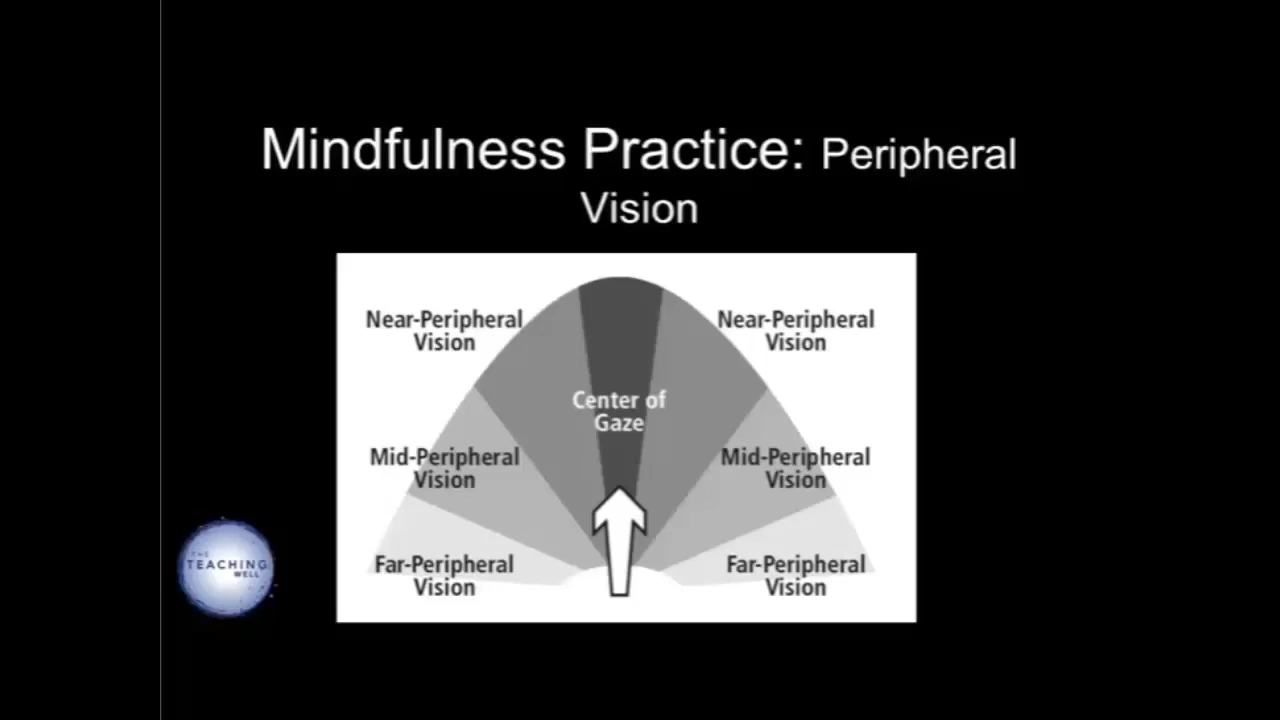 Mindfulness Practice: Peripheral
Vision
Near-Peripheral
Vision
Near-Peripheral
Vision
Center of
Gaze
Mid-Peripheral
Vision
Mid-Peripheral
Vision
Far-Peripheral
Vision
Far-Peripheral
Vision
THE
TEACHING
WELL